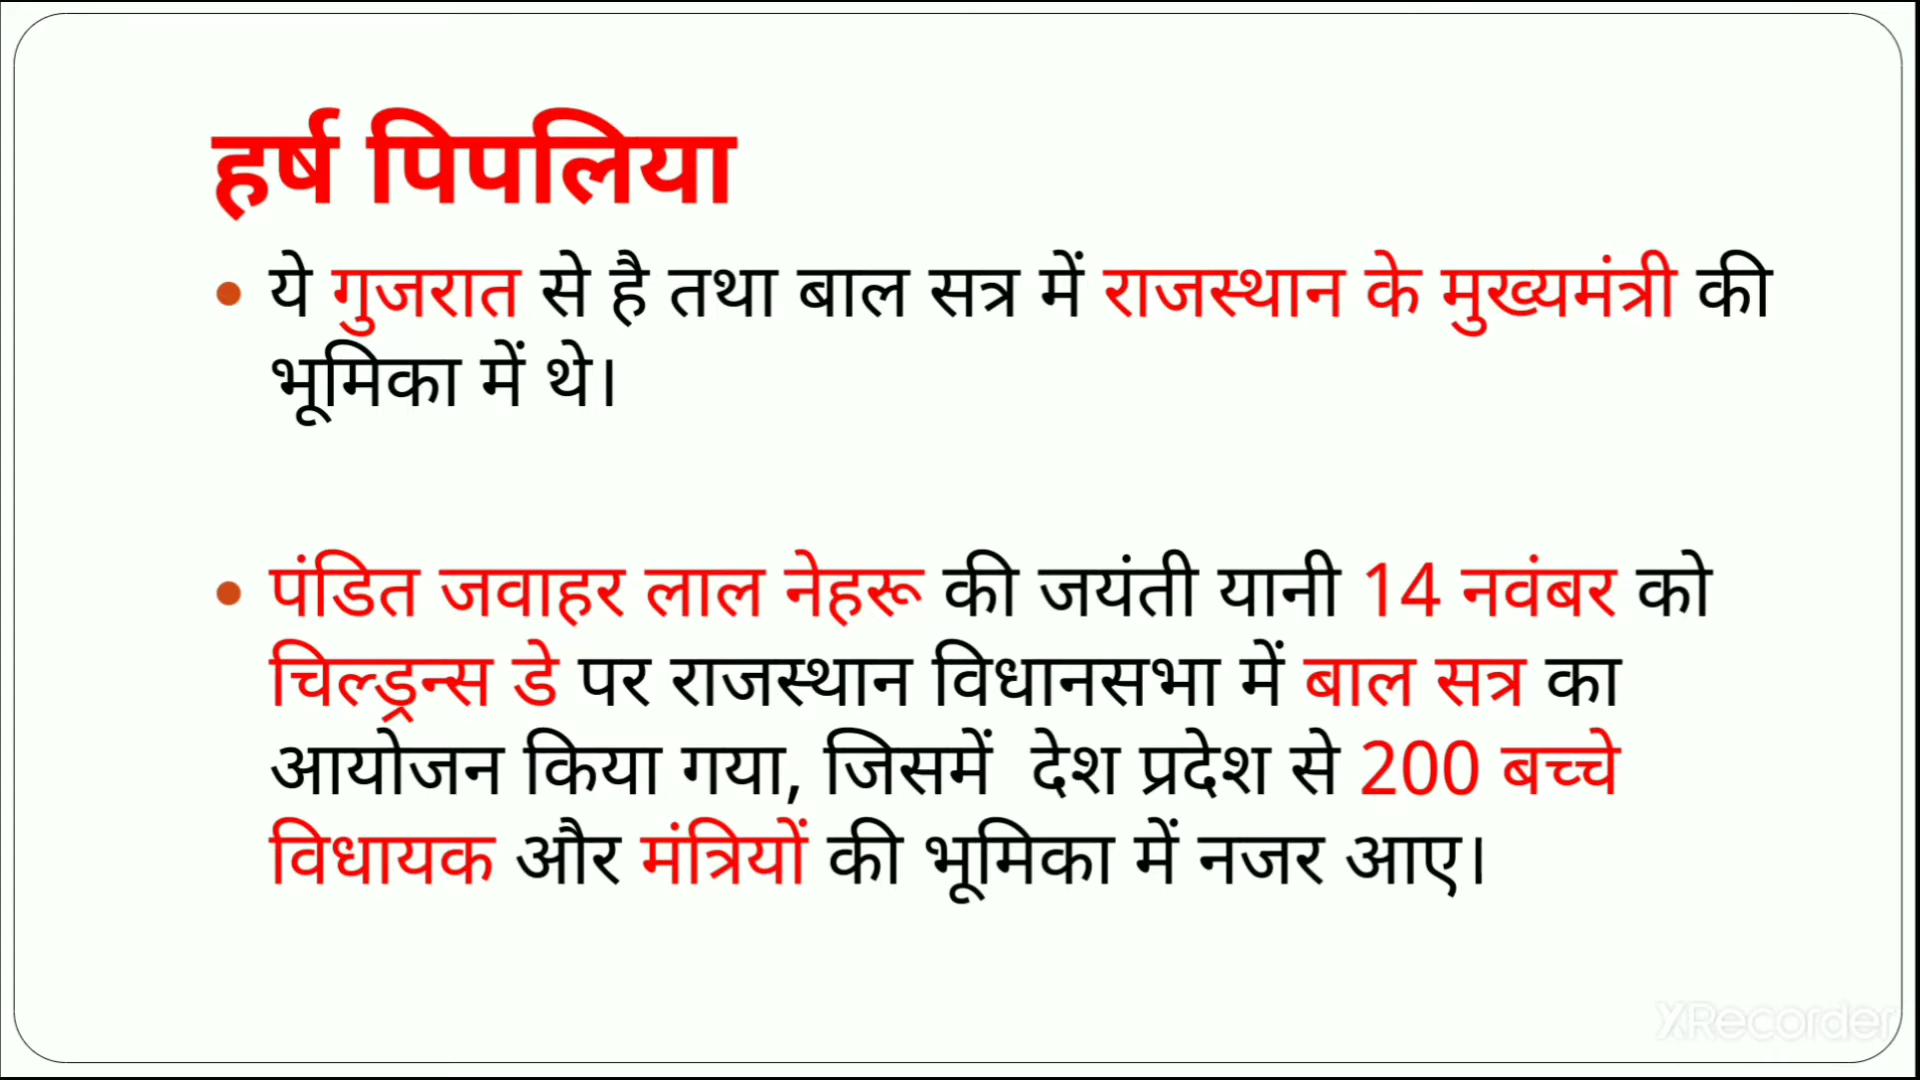 हर्ष पिपलिया
• ये गुजरात से है तथा बाल सत्र में राजस्थान के मुख्यमंत्री की
भूमिका में थे।
• पंडित जवाहर लाल नेहरू की जयंती यानी 14 नवंबर को
चिल्ड्रन्स डे पर राजस्थान विधानसभा में बाल सत्र का
आयोजन किया गया, जिसमें देश प्रदेश से 200 बच्चे
विधायक और मंत्रियों की भूमिका में नजर आए।
XRecorder